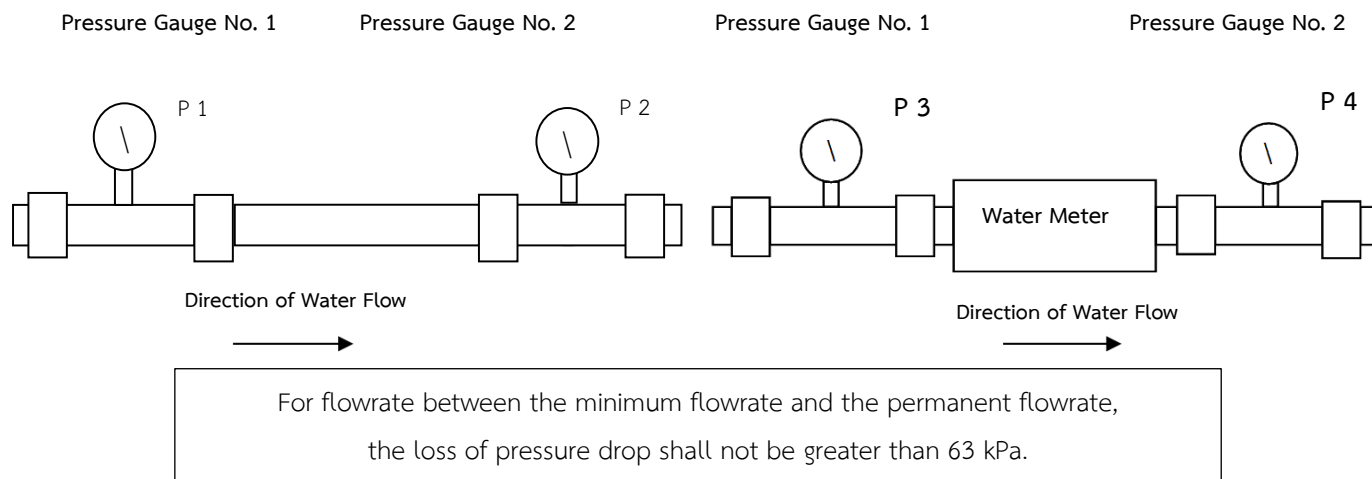 Pressure Gauge No. 1
Pressure Gauge No. 2
Pressure Gauge No. 1
Pressure Gauge No. 2
P 1
P 2
P 3
P 4
Water Meter
Direction of Water Flow
Direction of Water Flow
For flowrate between the minimum flowrate and the permanent flowrate,
the loss of pressure drop shall not be greater than 63 kPa.